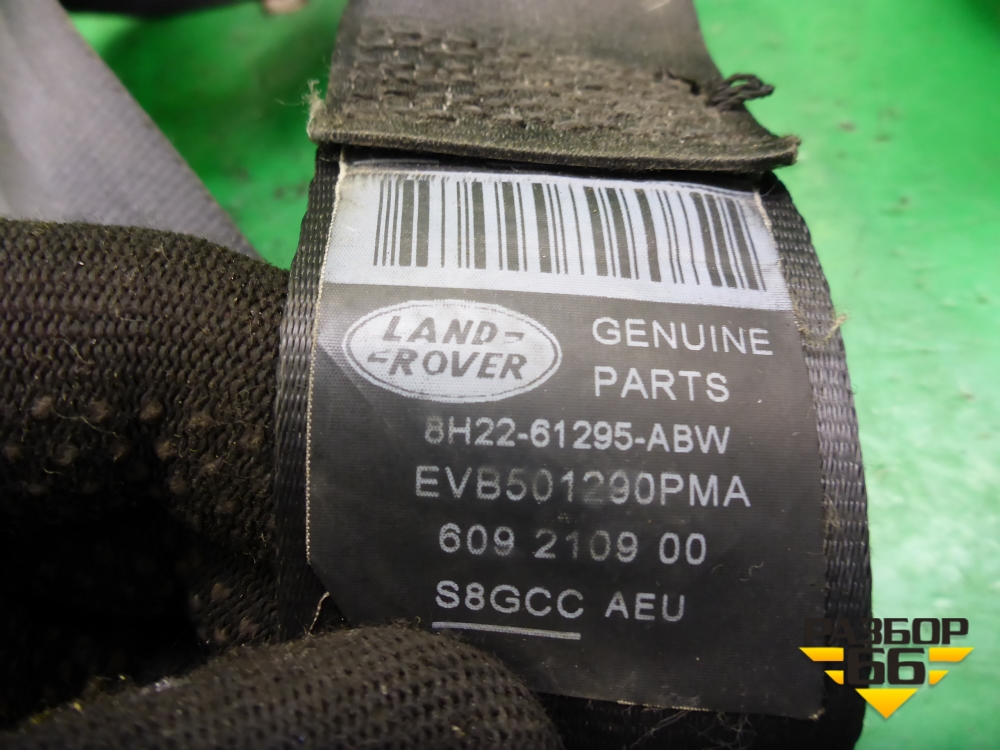 LAND-
-ROVER
GENUINE
PARTS
8H22-61295-ABW
EVB501290PMA
609 2109 00
S8GCC AEU
РАЗБОР
66